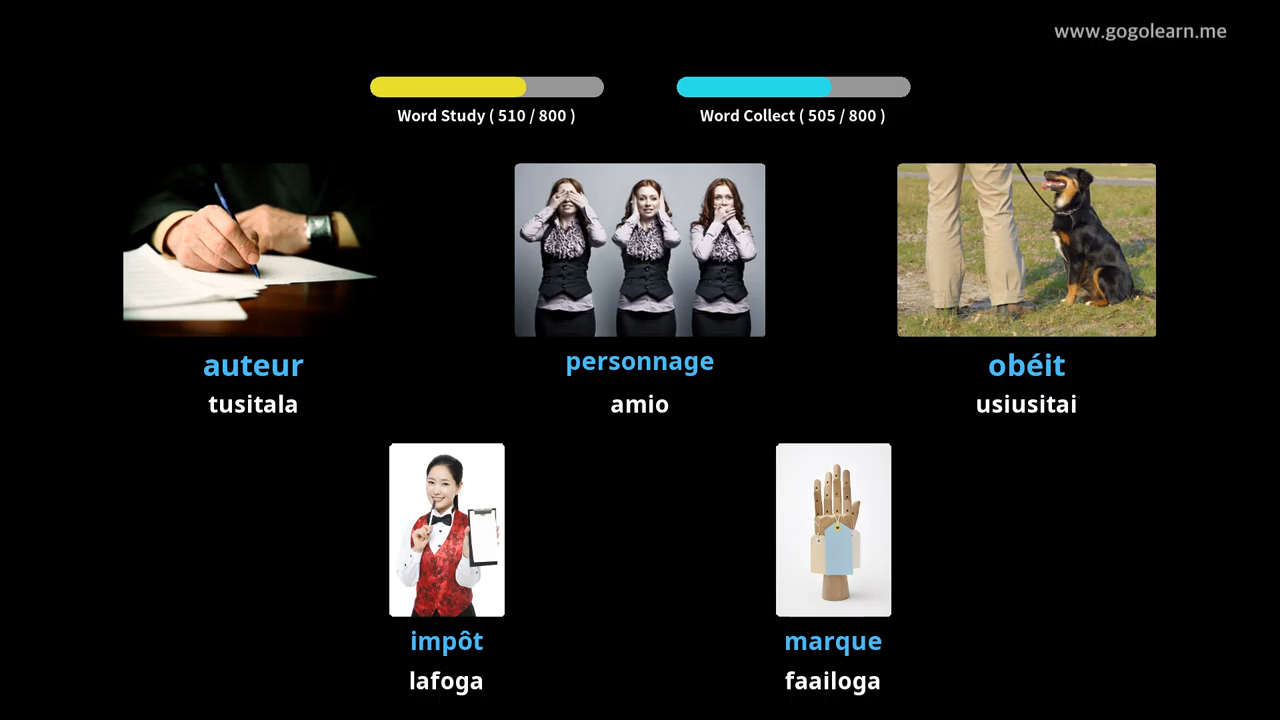 www.gogolearn.me
Word Study ( 510 / 800 )
Word Collect ( 505 / 800 )
auteur
tusitala
personnage
amio
obéit
usiusitai
impôt
lafoga
marque
faailoga